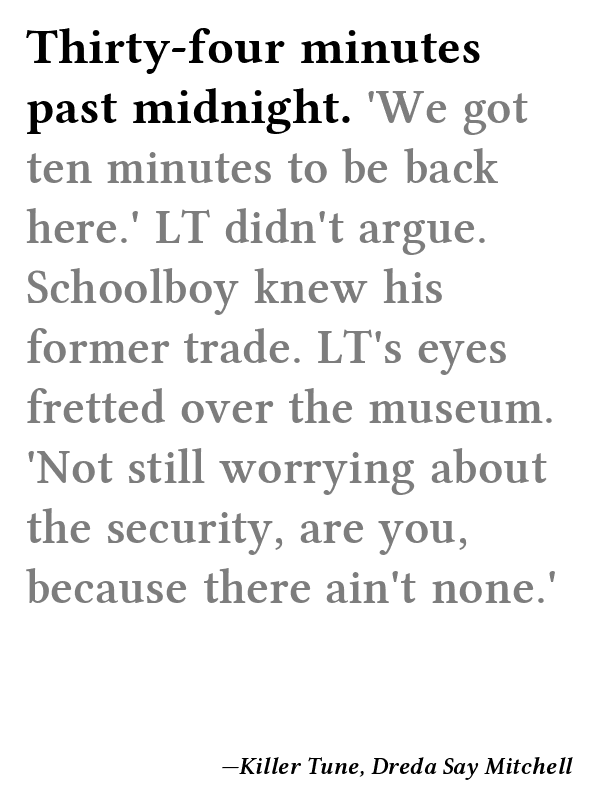 Thirty-four minutes
past midnight. 'We got
ten minutes to be back
here.' LT didn't argue.
Schoolboy knew his
former trade. LT's eyes
fretted over the museum.
'Not still worrying about
the security, are you,
because there ain't none.'
—Killer Tune, Dreda Say Mitchell